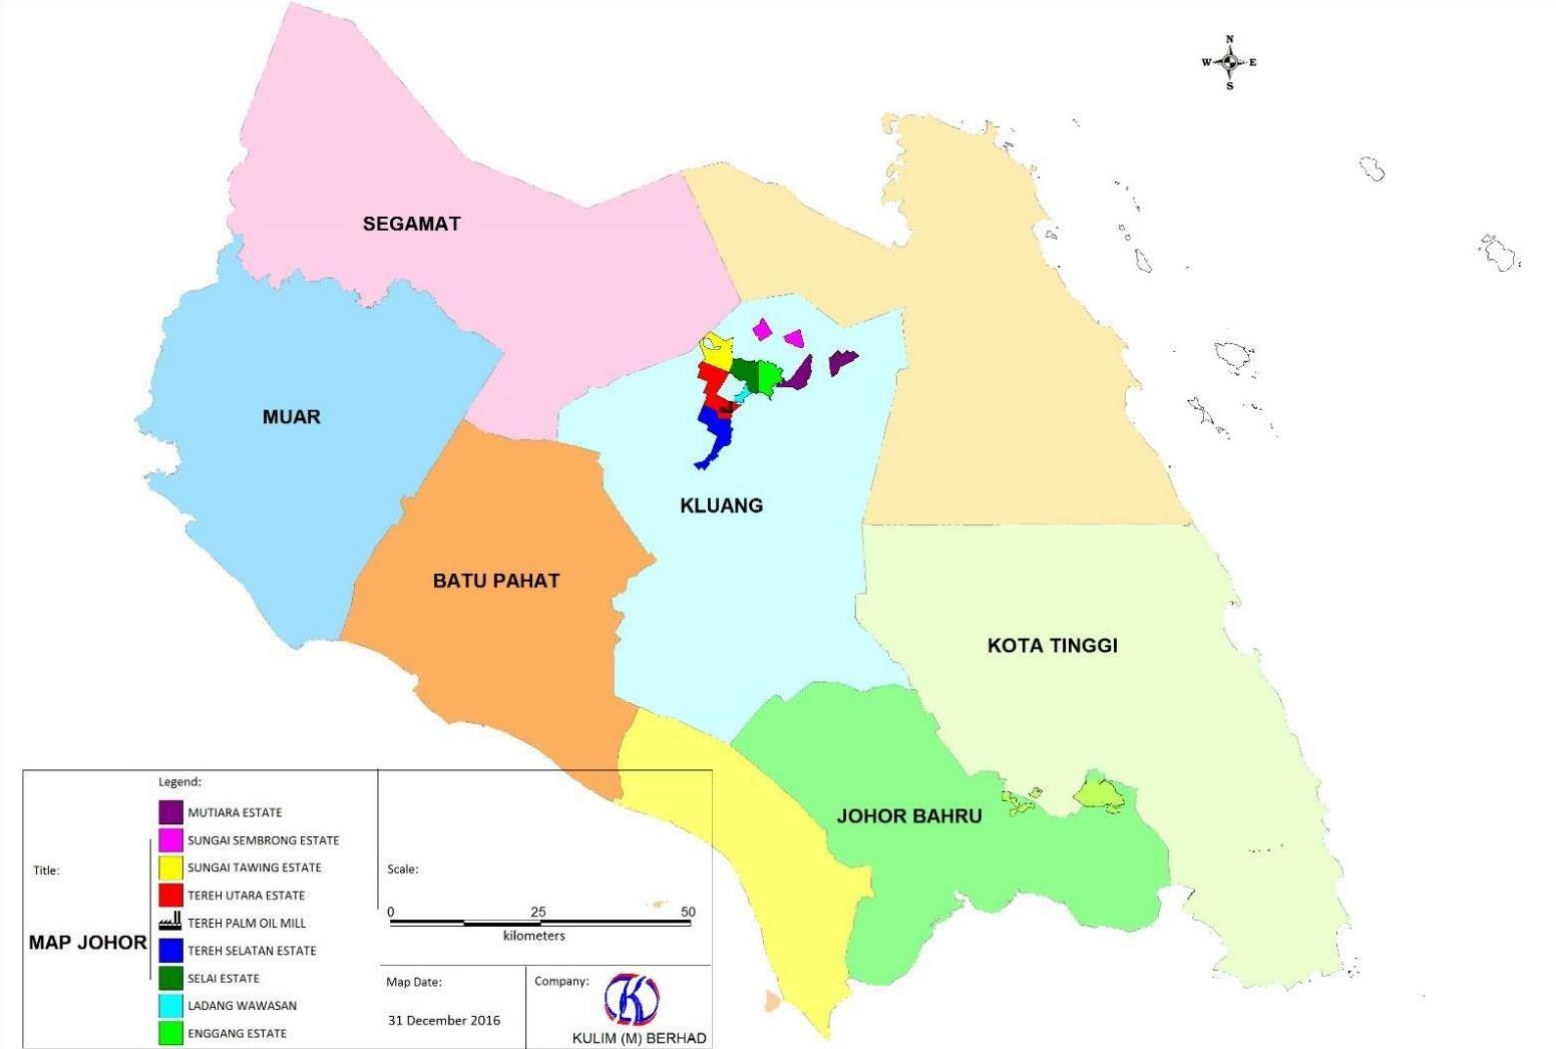 N
W E
S
SEGAMAT
MUAR
KLUANG
BATU PAHAT
KOTA TINGGI
JOHOR BAHRU
Legend:
MUTIARA ESTATE
SUNGAI SEMBRONG ESTATE
SUNGAI TAWING ESTATE
TEREH UTARA ESTATE
TEREH PALM OIL MILL
TEREH SELATAN ESTATE
SELAI ESTATE
LADANG WAWASAN
ENGGANG ESTATE
Title:
MAP JOHOR
Scale:
0 25 50
kilometers
Map Date:
31 December 2016
Company:
K
KULIM (M) BERHAD